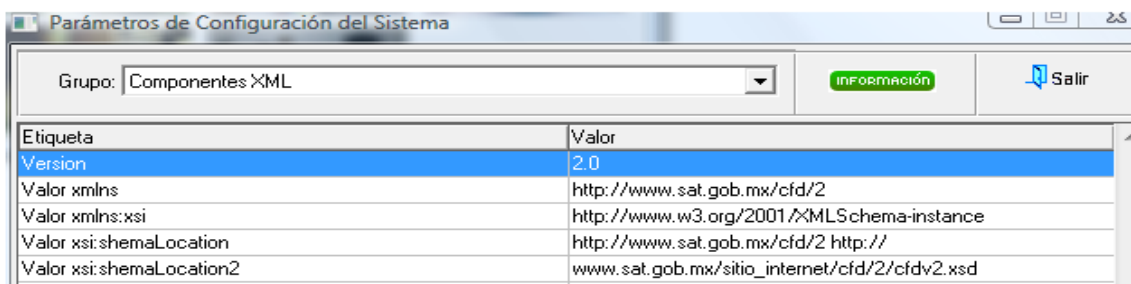 Parámetros de Configuración del Sistema
Grupo: Componentes XML INFORMACIÓN Salir
Etiqueta Valor
Version 2.0
Valor xmlns http://www.sat.gob.mx/cfd/2
Valor xmlns:xsi http://www.w3.org/2001/XMLSchema-instance
Valor xsi:shemaLocation http://www.sat.gob.mx/cfd/2 http://
Valor xsi:shemaLocation2 www.sat.gob.mx/sitio_internet/cfd/2/cfdv2.xsd